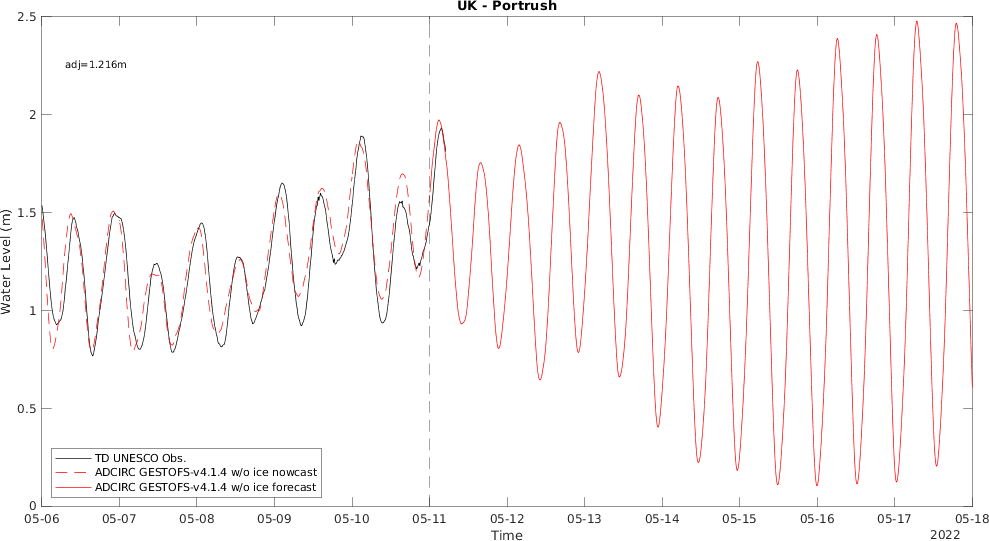 UK - Portrush
2.5
adj=1.216m
2
1.5
Water Level (m)
1
0.5
TD UNESCO Obs.
ADCIRC GESTOFS-v4.1.4 w/o ice nowcast
ADCIRC GESTOFS-v4.1.4 w/o ice forecast
0
05-06 05-07 05-08 05-09 05-10 05-11 05-12 05-13 05-14 05-15 05-16 05-17 05-18
Time
2022